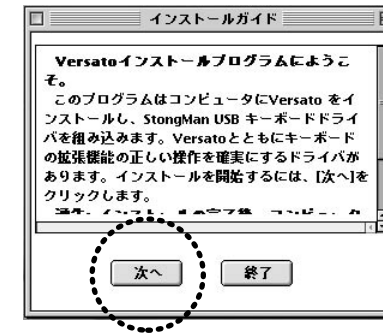 インストールガイド
Versatoインストールプログラムにようこ
そ。
このプログラムはコンピュータにVersato をイ
ンストールし、StongMan USB キーボードドライ
バを組み込みます。Versatoとともにキーボード
の拡張機能の正しい操作を確実にするドライバが
あります。インストールを開始するには、[次へ]を
クリックします。
次へ
終了